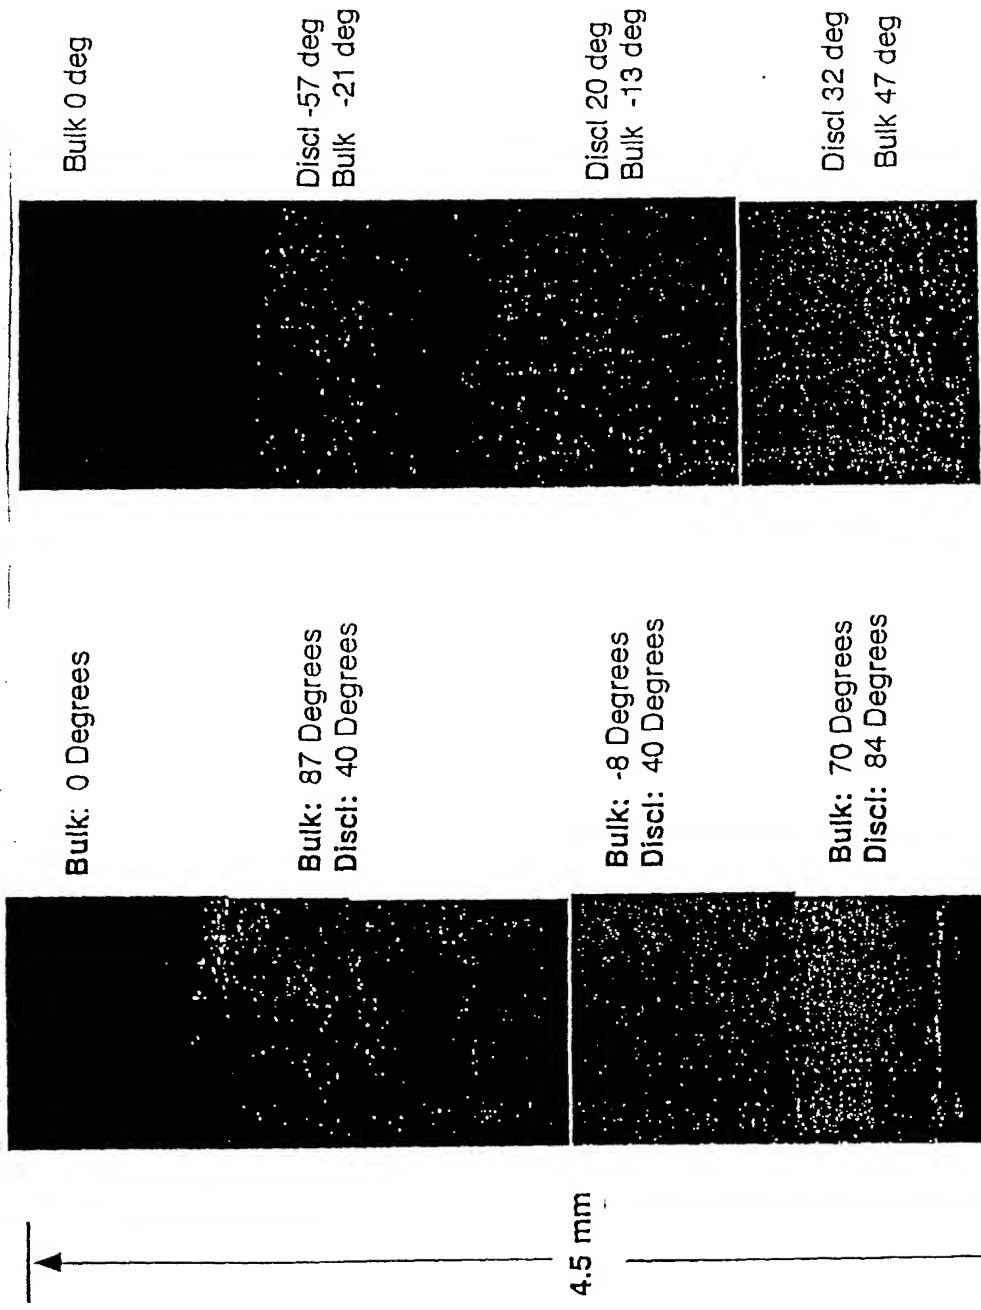 Bulk 0 deg
Discl -57 deg
Bulk -21 deg
Discl 20 deg
Bulk -13 deg
Discl 32 deg
Bulk 47 deg
Bulk: 0 Degrees
Bulk: 87 Degrees
Discl: 40 Degrees
Bulk: -8 Degrees
Discl: 40 Degrees
Bulk: 70 Degrees
Discl: 84 Degrees
4.5 mm